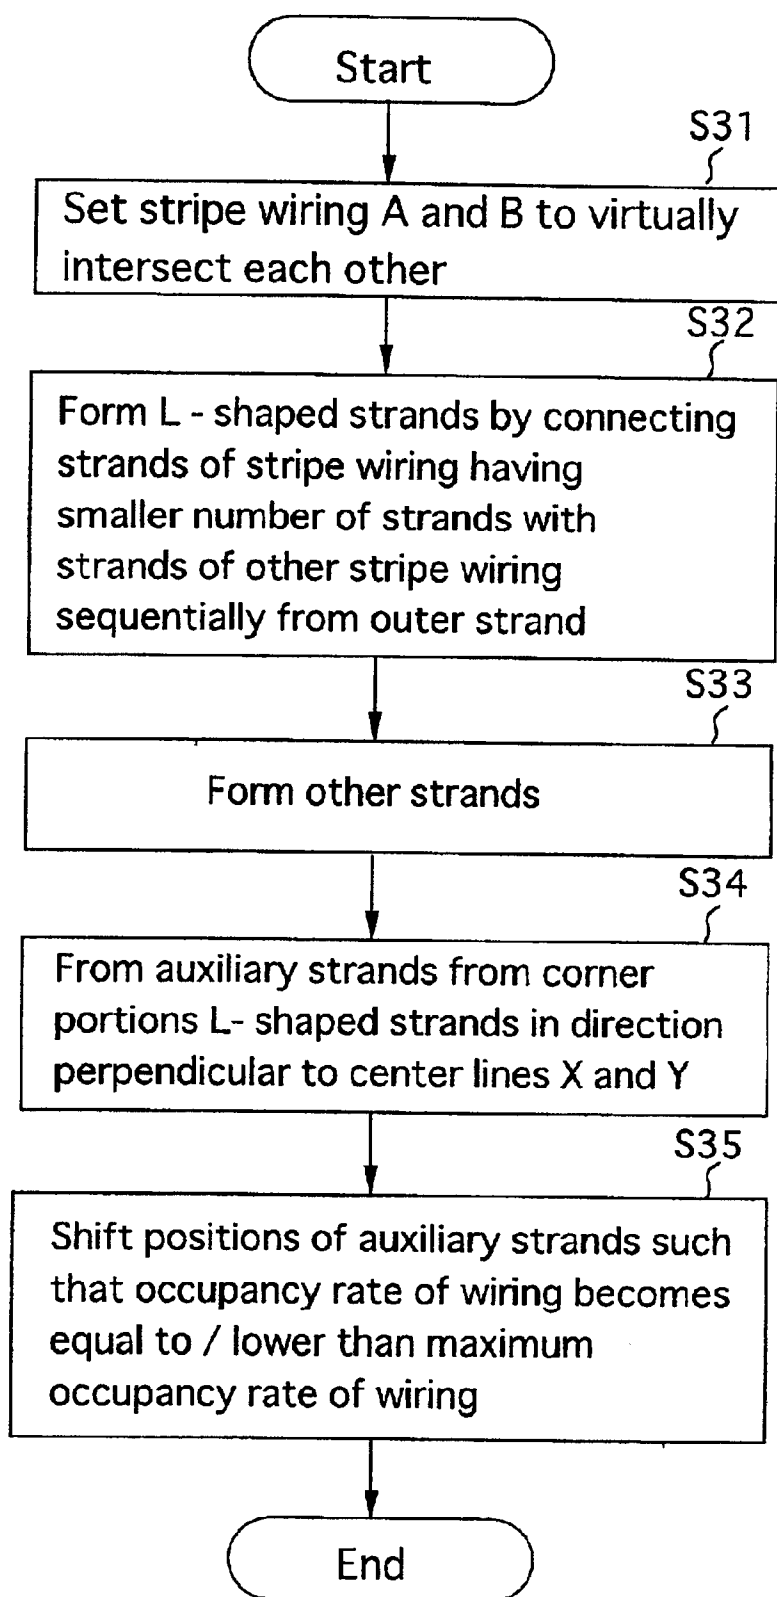 Start
S31
Set stripe wiring A and B to virtually
intersect each other
S32
Form L - shaped strands by connecting
strands of stripe wiring having
smaller number of strands with
strands of other stripe wiring
sequentially from outer strand
S33
Form other strands
S34
From auxiliary strands from corner
portions L- shaped strands in direction
perpendicular to center lines X and Y
S35
Shift positions of auxiliary strands such
that occupancy rate of wiring becomes
equal to / lower than maximum
occupancy rate of wiring
End